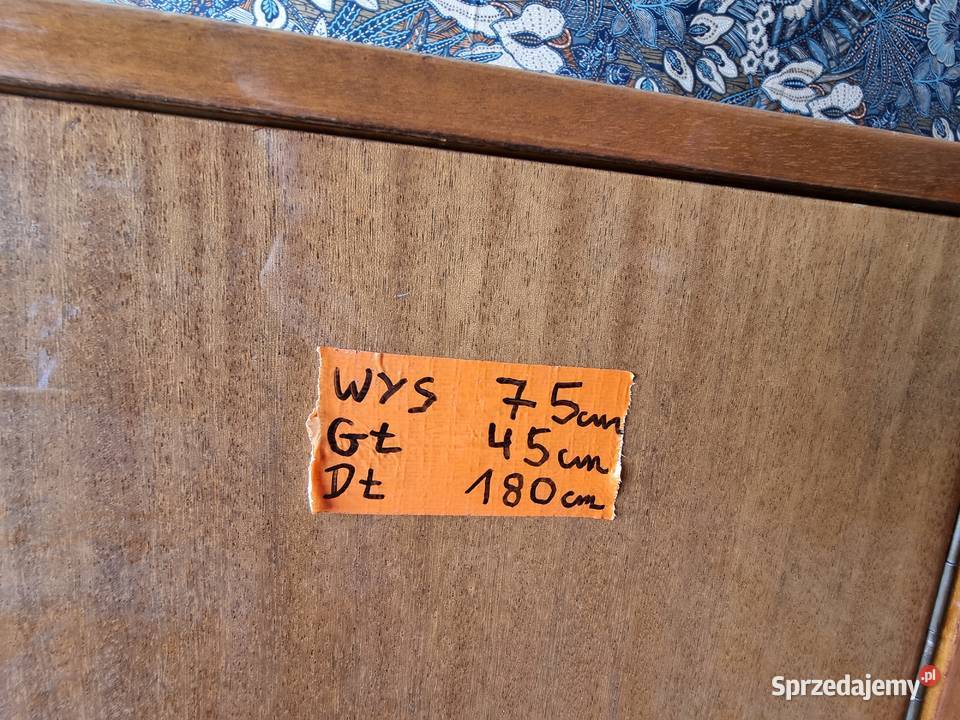 WYS 75cm
Gł 45cm
Dł 180cm
Sprzedajemy.pl